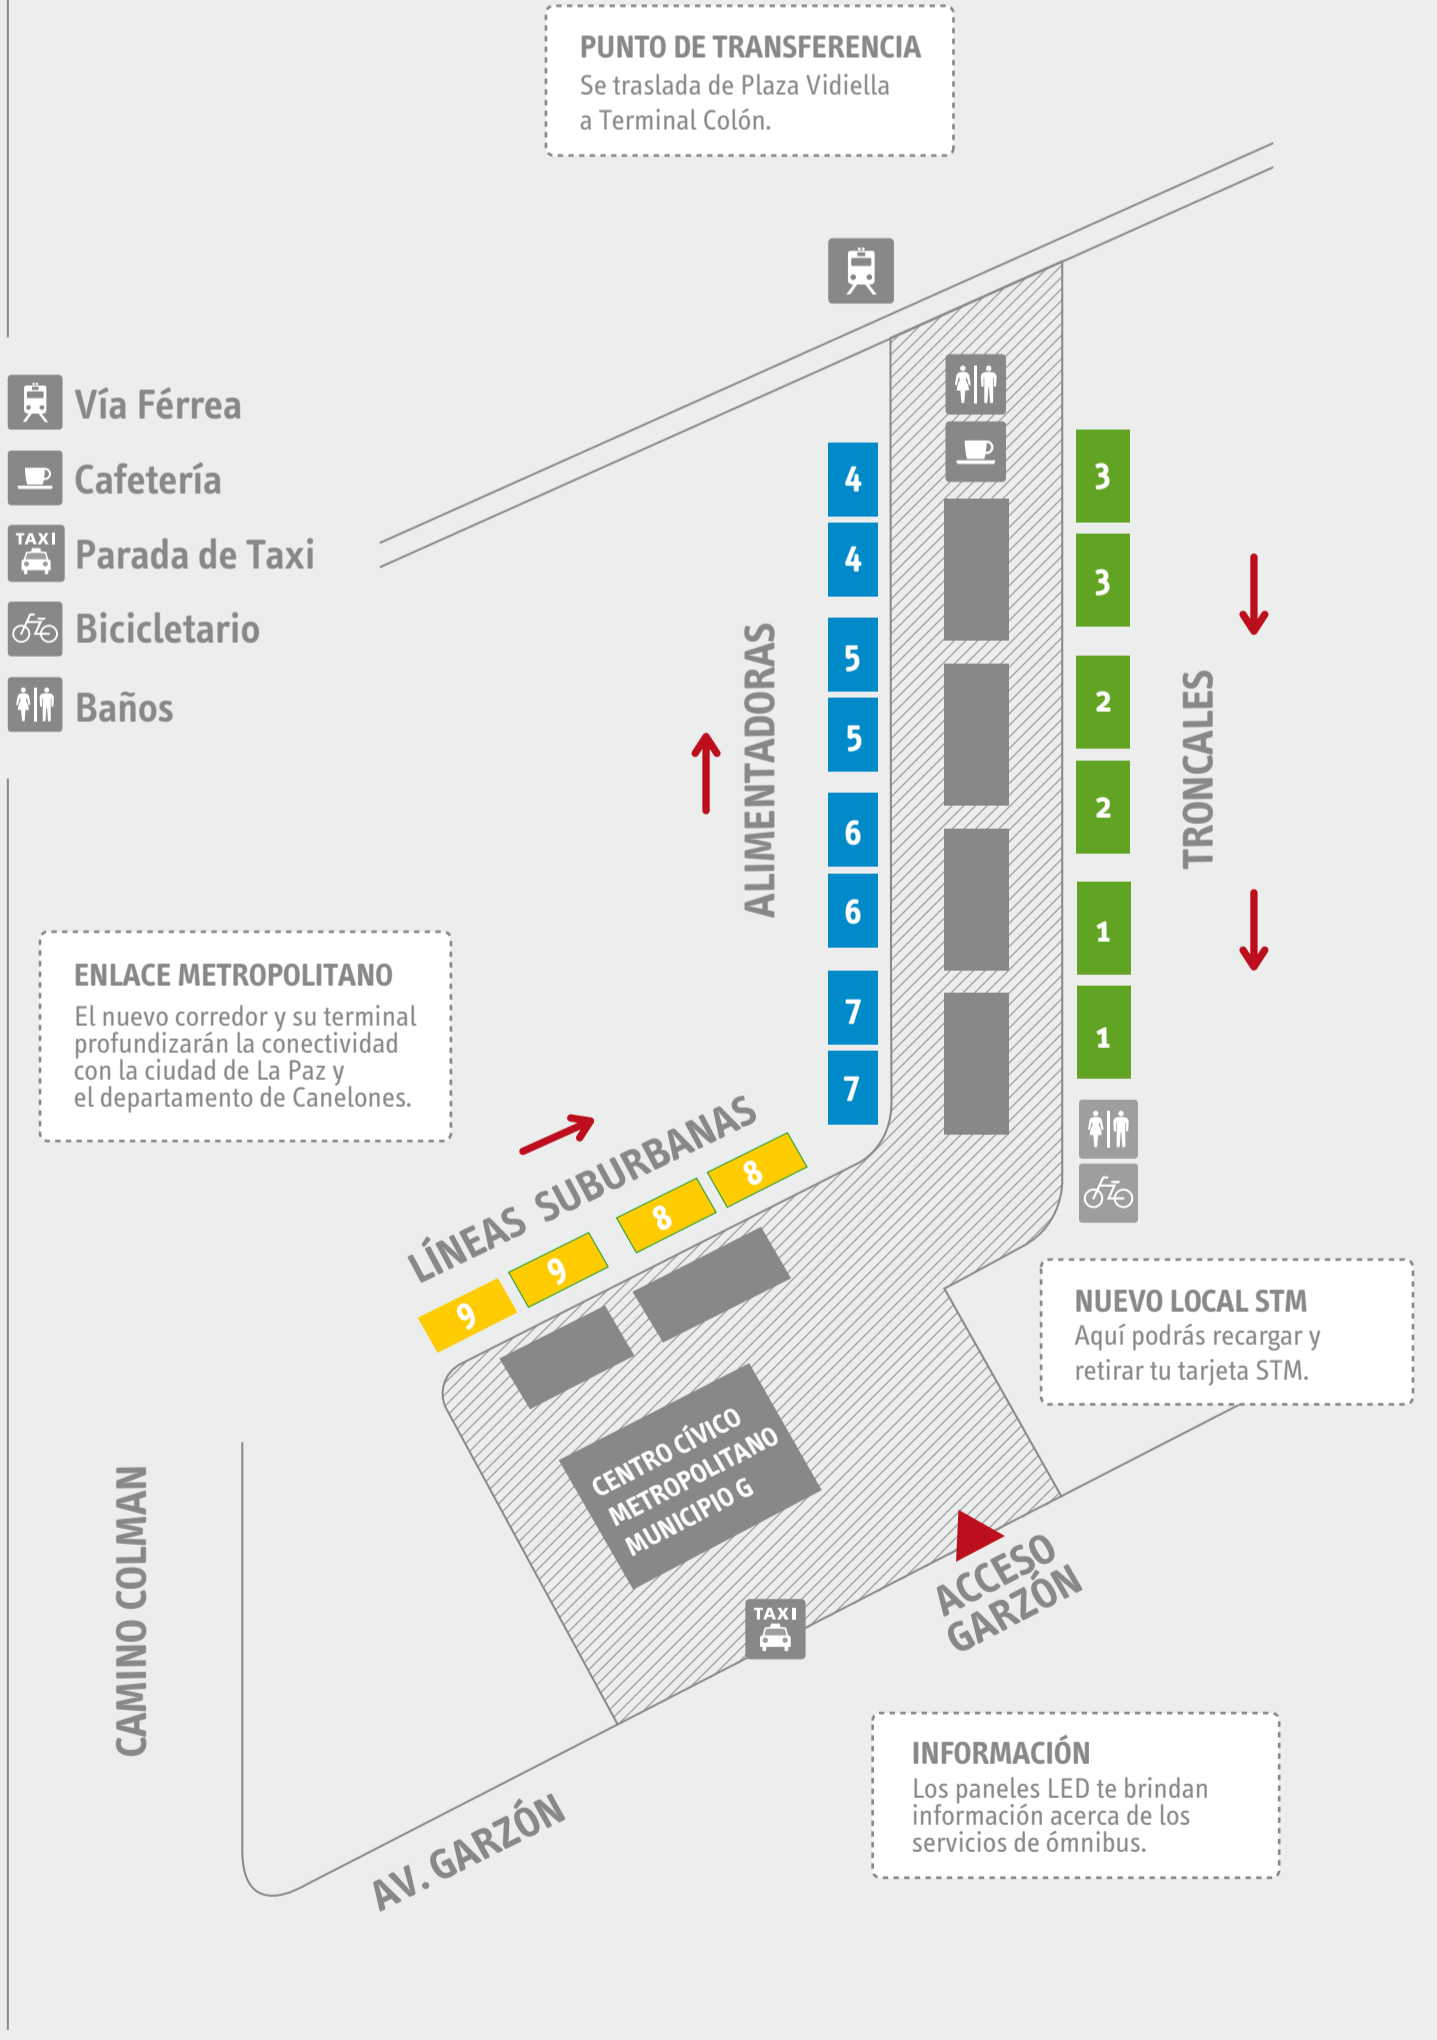 PUNTO DE TRANSFERENCIA
Se traslada de Plaza Vidiella
a Terminal Colón.
Vía Férrea
Cafetería
TAXI
Parada de Taxi
Bicicletario
Baños
4
4
5
5
6
6
7
7
ALIMENTADORAS
3
3
2
2
1
1
TRONCALES
ENLACE METROPOLITANO
El nuevo corredor y su terminal
profundizarán la conectividad
con la ciudad de La Paz y
el departamento de Canelones.
LÍNEAS SUBURBANAS
9
9
8
8
NUEVO LOCAL STM
Aquí podrás recargar y
retirar tu tarjeta STM.
CENTRO CÍVICO
METROPOLITANO
MUNICIPIO G
CAMINO COLMAN
ACCESO
GARZÓN
TAXI
AV. GARZÓN
INFORMACIÓN
Los paneles LED te brindan
información acerca de los
servicios de ómnibus.